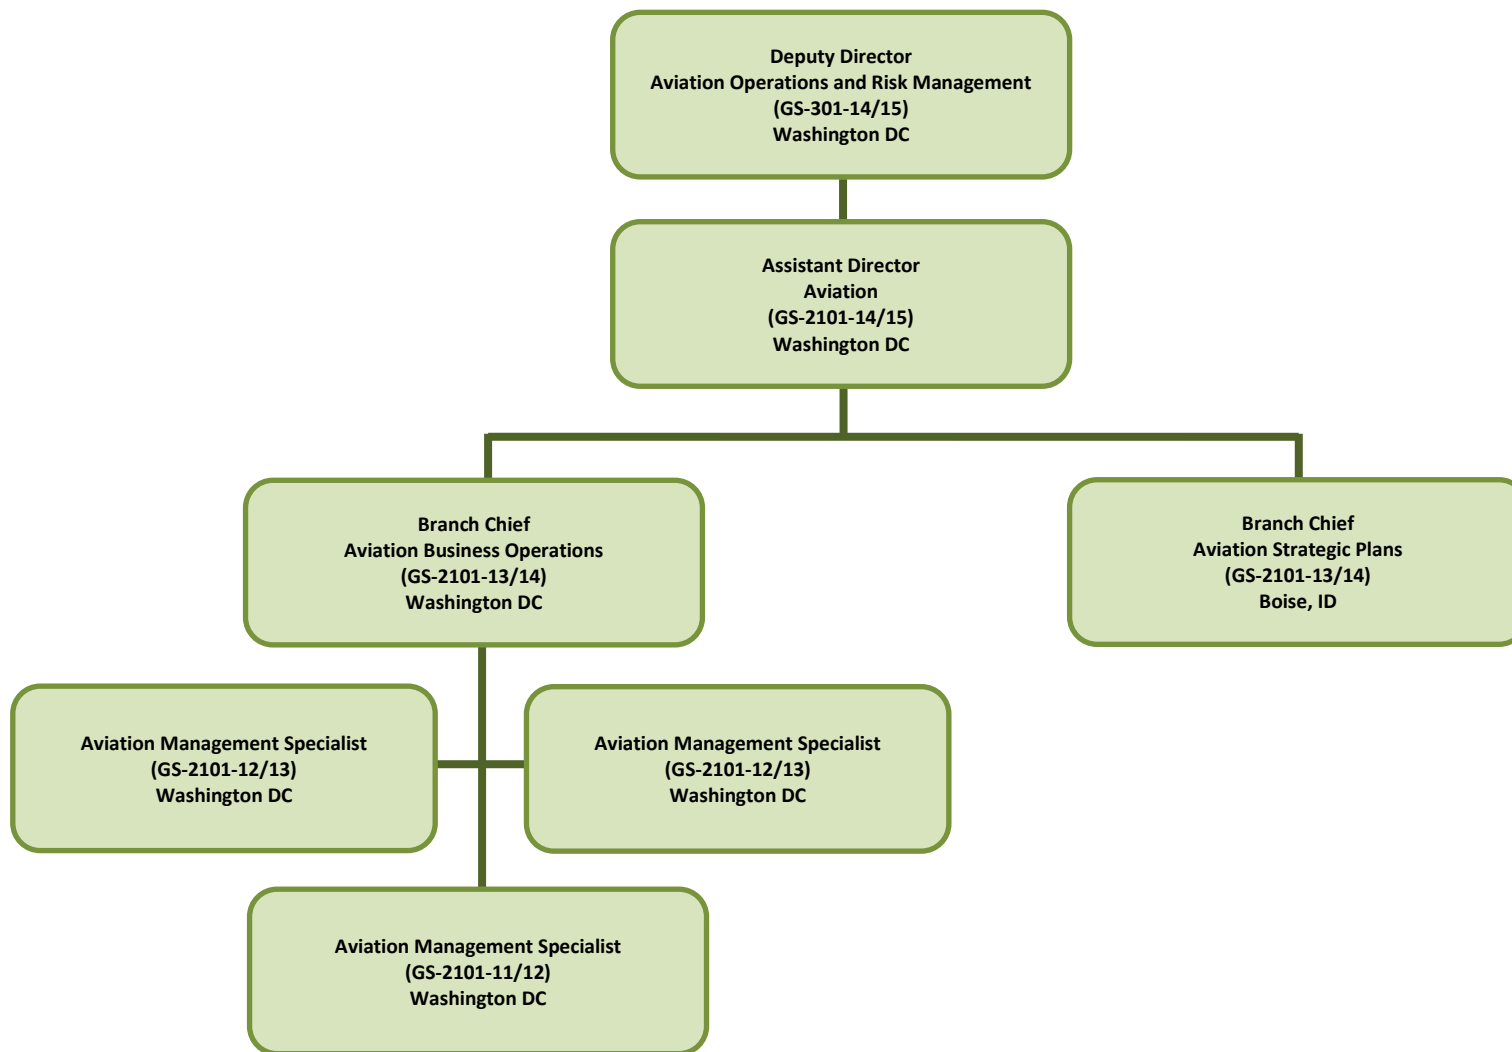 Deputy Director
Aviation Operations and Risk Management
(GS-301-14/15)
Washington DC
Assistant Director
Aviation
(GS-2101-14/15)
Washington DC
Branch Chief
Aviation Business Operations
(GS-2101-13/14)
Washington DC
Branch Chief
Aviation Strategic Plans
(GS-2101-13/14)
Boise, ID
Aviation Management Specialist
(GS-2101-12/13)
Washington DC
Aviation Management Specialist
(GS-2101-12/13)
Washington DC
Aviation Management Specialist
(GS-2101-11/12)
Washington DC